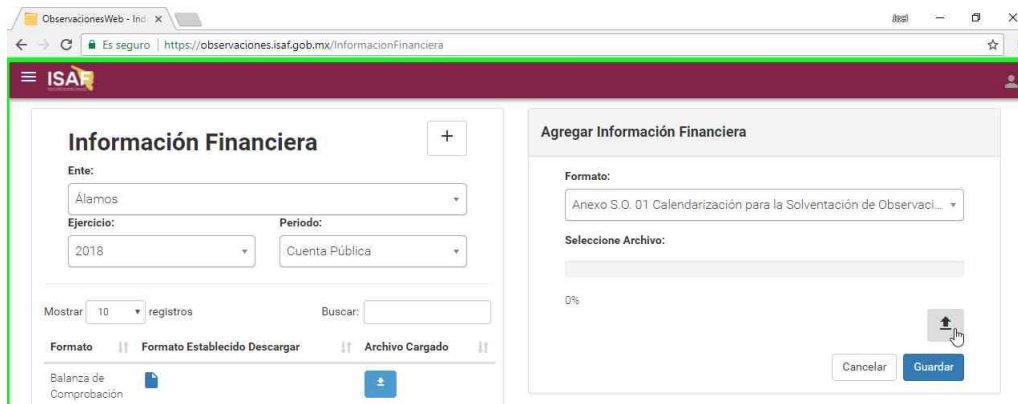 ObservacionesWeb - Ind
Es seguro | https://observaciones.isaf.gob.mx/InformacionFinanciera
ISAF
Información Financiera
+
Ente:
Álamos
Ejercicio:
Periodo:
2018
Cuenta Pública
Mostrar 10 registros
Buscar:
Formato
Formato Establecido Descargar
Archivo Cargado
Balanza de
Comprobación
Agregar Información Financiera
Formato:
Anexo S.O. 01 Calendarización para la Solventación de Observaci...
Seleccione Archivo:
0%
Cancelar
Guardar